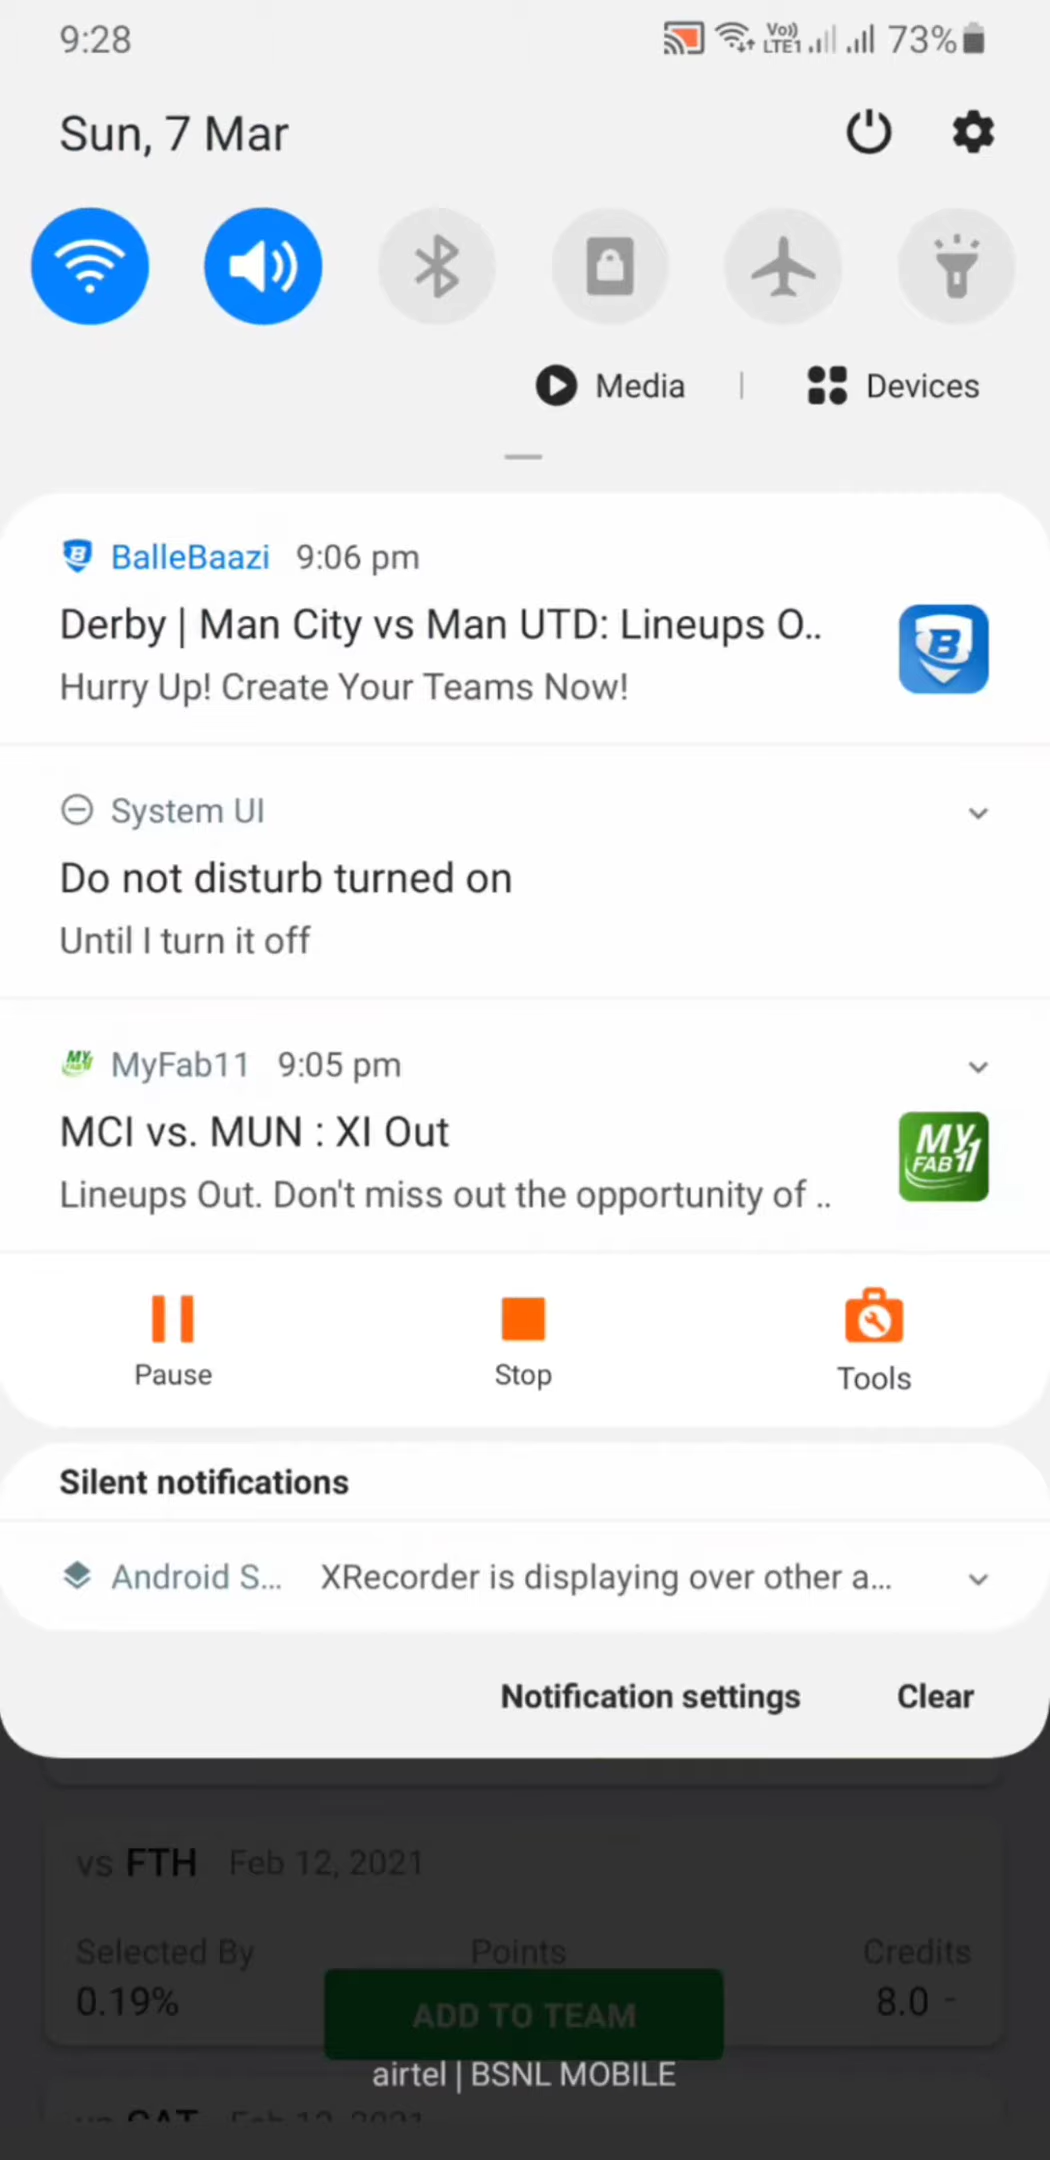 9:28 Vo)) LTE1 73%
Sun, 7 Mar
Media | Devices
BalleBaazi 9:06 pm
Derby | Man City vs Man UTD: Lineups O..
Hurry Up! Create Your Teams Now!
System UI
Do not disturb turned on
Until I turn it off
MyFab11 9:05 pm
MCI vs. MUN : XI Out
MY FAB11
Lineups Out. Don't miss out the opportunity of ..
Pause Stop Tools
Silent notifications
Android S... XRecorder is displaying over other a...
Notification settings Clear
vs FTH Feb 12, 2021
Selected By Points Credits
0.19% 8.0 -
ADD TO TEAM
airtel | BSNL MOBILE